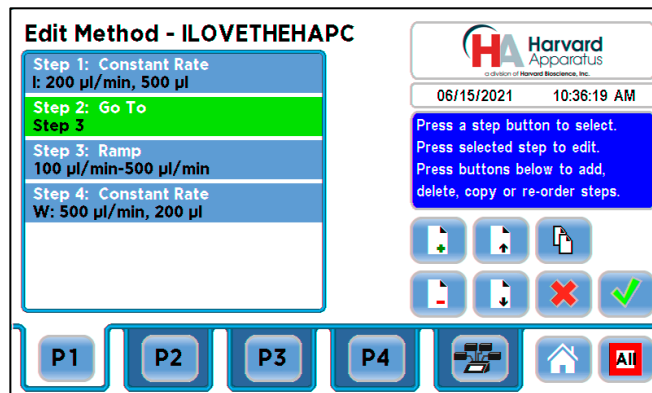 Edit Method - ILOVETHEHAPC
Step 1: Constant Rate
I: 200 µl/min, 500 µl
Step 2: Go To
Step 3
Step 3: Ramp
100 µl/min-500 µl/min
Step 4: Constant Rate
W: 500 µl/min, 200 µl
HA Harvard
Apparatus
a division of Harvard Bioscience, Inc.
06/15/2021 10:36:19 AM
Press a step button to select.
Press selected step to edit.
Press buttons below to add,
delete, copy or re-order steps.
P1 P2 P3 P4 All